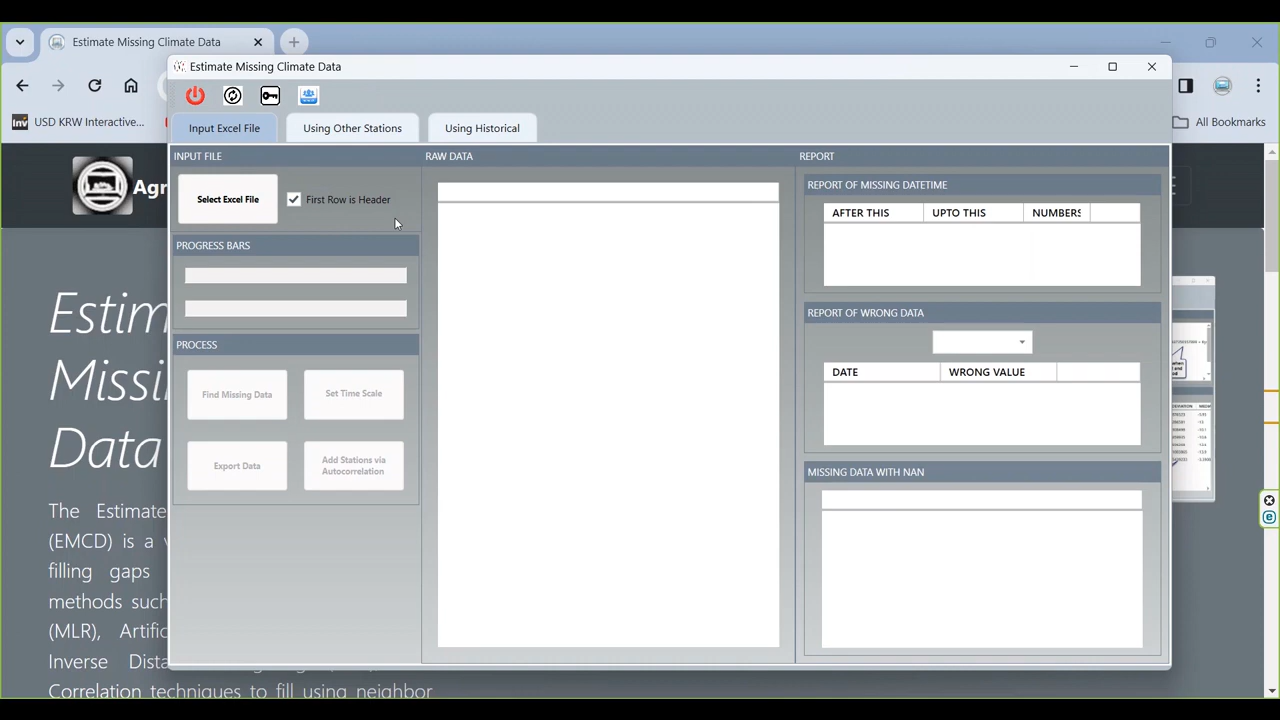 Estimate Missing Climate Data
USD KRW Interactive...
All Bookmarks
Agr
Estimate Missing Climate Data
Input Excel File
Using Other Stations
Using Historical
INPUT FILE
Select Excel File
First Row is Header
PROGRESS BARS
PROCESS
Find Missing Data
Set Time Scale
Export Data
Add Stations via
Autocorrelation
RAW DATA
REPORT
REPORT OF MISSING DATETIME
AFTER THIS UPTO THIS NUMBERS
REPORT OF WRONG DATA
DATE WRONG VALUE
MISSING DATA WITH NAN
Estim
Missi
Data
The Estimate
(EMCD) is a
filling gaps
methods such
(MLR), Artific
Inverse Dista
Correlation techniques to fill using neighbor